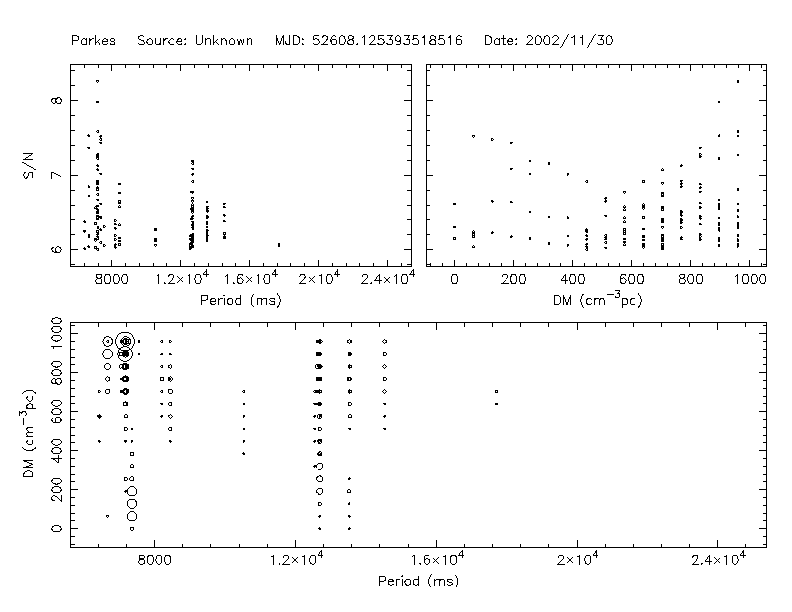 Parkes Source: Unknown MJD: 52608.125393518516 Date: 2002/11/30
S/N
8
7
6
8000 1.2×10⁴ 1.6×10⁴ 2×10⁴ 2.4×10⁴
Period (ms)
0 200 400 600 800 1000
DM (cm⁻³pc)
DM (cm⁻³pc)
1000
800
600
400
200
0
8000 1.2×10⁴ 1.6×10⁴ 2×10⁴ 2.4×10⁴
Period (ms)